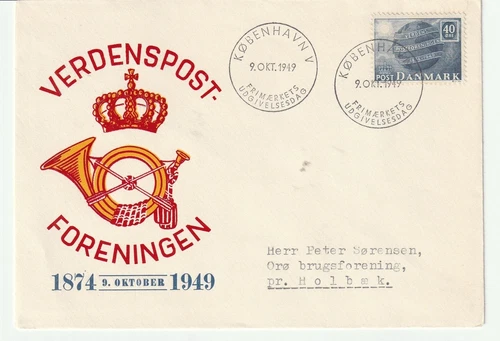 VERDENSPOST-
FORENINGEN
1874 9. OKTOBER 1949
KØBENHAVN V
9.OKT.1949
FRIMÆRKETS
UDGIVELSESDAG
40
ØRE
POST DANMARK
KØBENHAVN V
9.OKT.1949
FRIMÆRKETS
UDGIVELSESDAG
Herr Peter Sørensen,
Orø brugsforening,
pr. Holbæk.